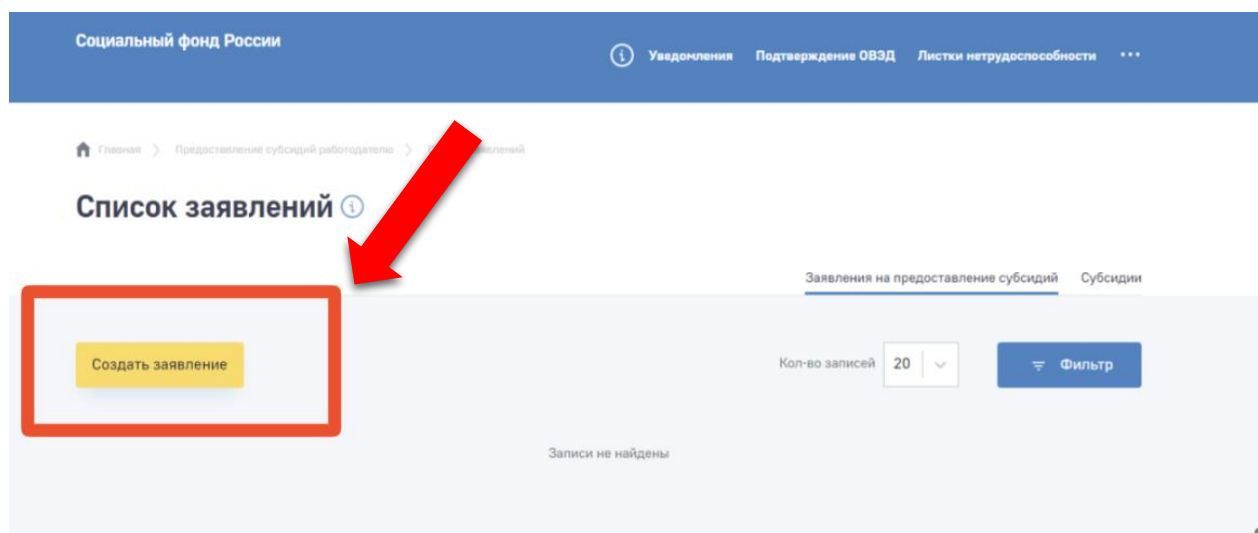 Социальный фонд России
Уведомления Подтверждение ОВЭД Листки нетрудоспособности ...
Главная > Предоставление субсидий работодателю >
Список заявлений
Заявления на предоставление субсидий Субсидии
Создать заявление Кол-во записей 20 Фильтр
Записи не найдены